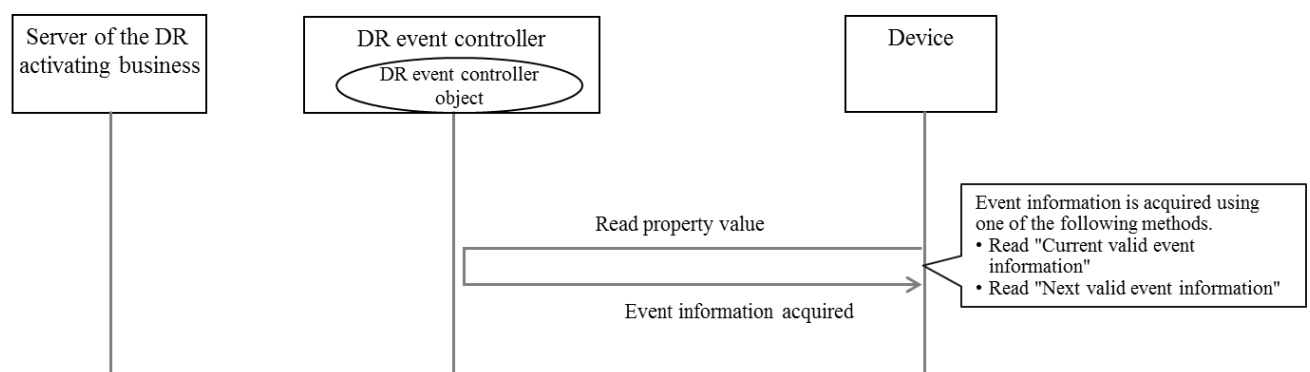 Server of the DR
activating business
DR event controller
DR event controller
object
Device
Read property value
Event information acquired
Event information is acquired using
one of the following methods.
• Read "Current valid event
information"
• Read "Next valid event information"